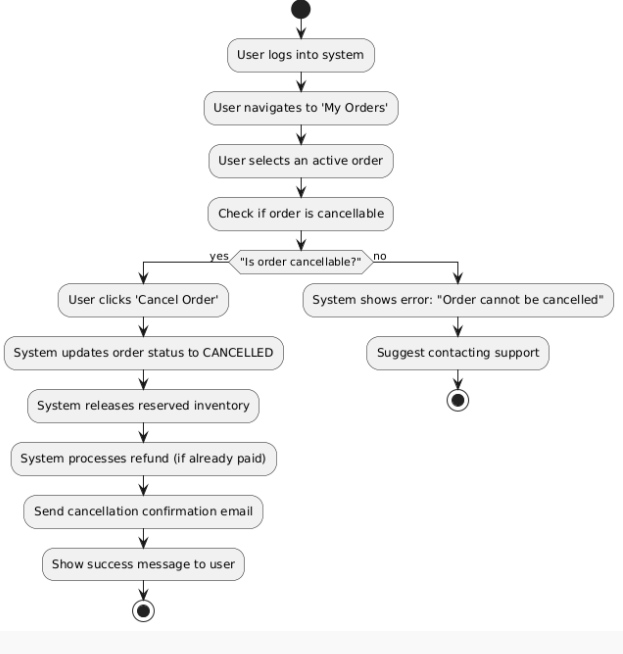 User logs into system
User navigates to 'My Orders'
User selects an active order
Check if order is cancellable
yes
"Is order cancellable?"
no
User clicks 'Cancel Order'
System updates order status to CANCELLED
System releases reserved inventory
System processes refund (if already paid)
Send cancellation confirmation email
Show success message to user
System shows error: "Order cannot be cancelled"
Suggest contacting support